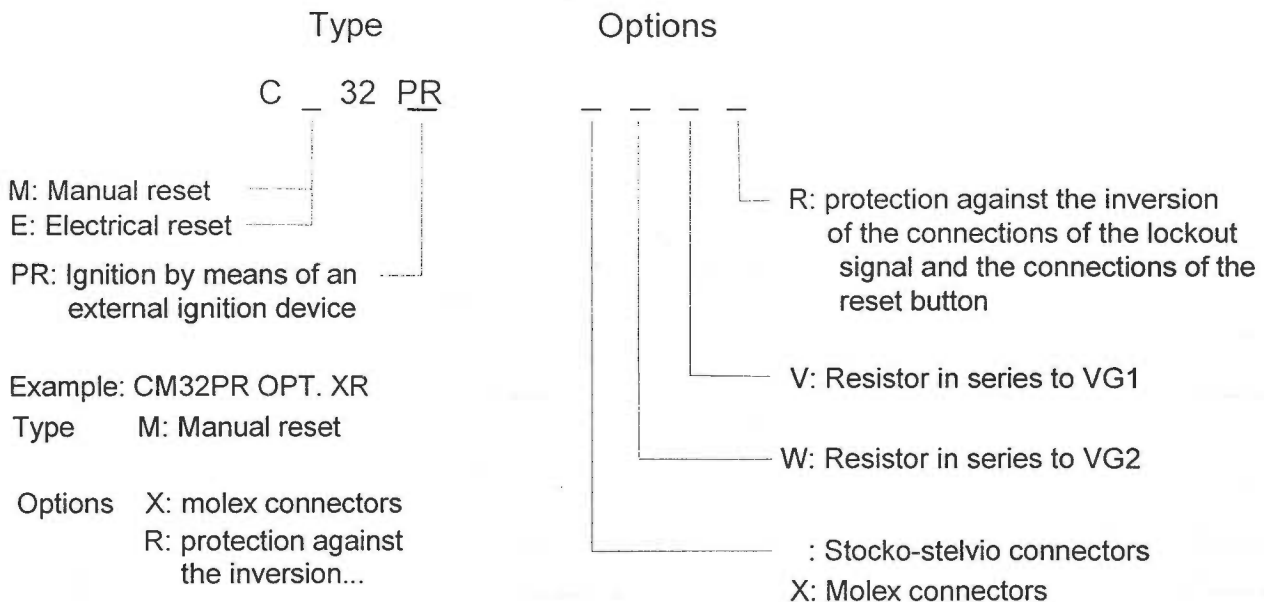 Type Options
C _ 32 PR _ _ _ _
M: Manual reset
E: Electrical reset
PR: Ignition by means of an
external ignition device
Example: CM32PR OPT. XR
Type M: Manual reset
Options X: molex connectors
R: protection against
the inversion...
R: protection against the inversion
of the connections of the lockout
signal and the connections of the
reset button
V: Resistor in series to VG1
W: Resistor in series to VG2
: Stocko-stelvio connectors
X: Molex connectors